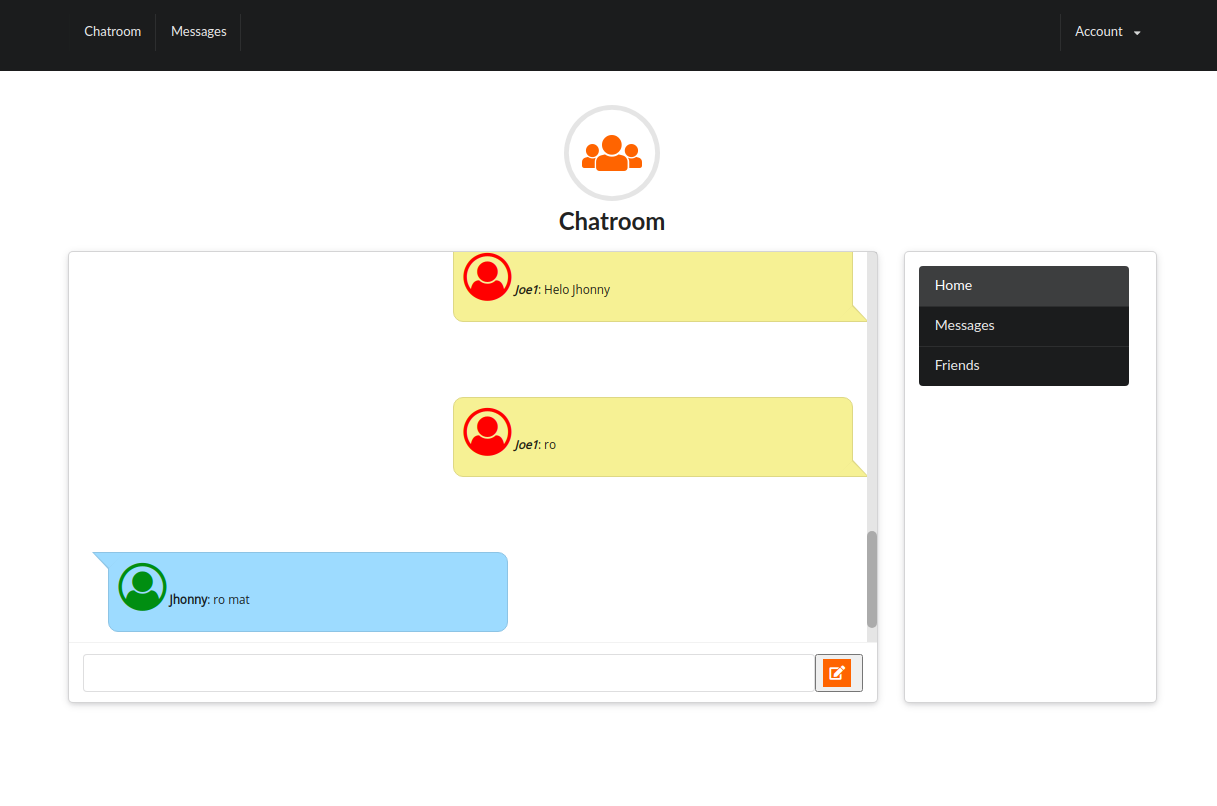 Chatroom Messages Account
Chatroom
Joe1: Helo Jhonny
Joe1: ro
Jhonny: ro mat
Home
Messages
Friends